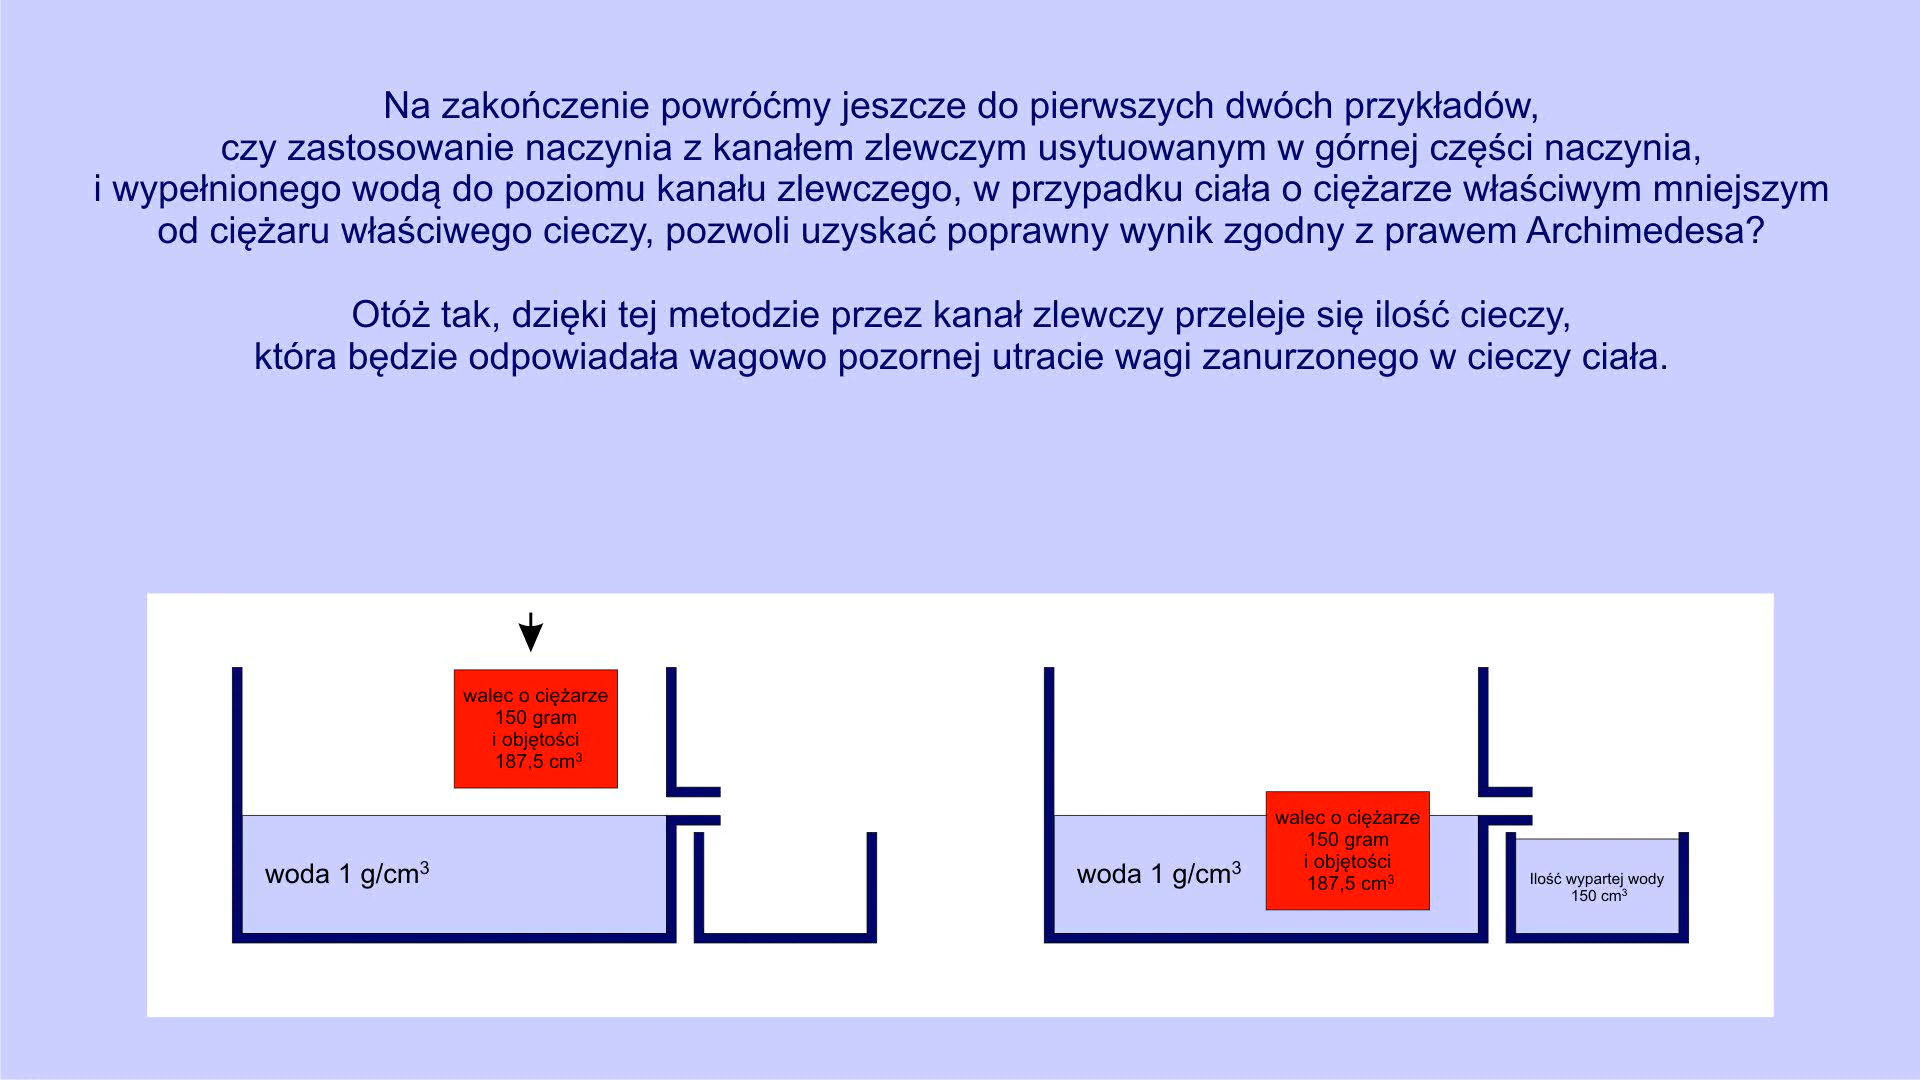 Na zakończenie powróćmy jeszcze do pierwszych dwóch przykładów,
czy zastosowanie naczynia z kanałem zlewczym usytuowanym w górnej części naczynia,
i wypełnionego wodą do poziomu kanału zlewczego, w przypadku ciała o ciężarze właściwym mniejszym
od ciężaru właściwego cieczy, pozwoli uzyskać poprawny wynik zgodny z prawem Archimedesa?
Otóż tak, dzięki tej metodzie przez kanał zlewczy przeleje się ilość cieczy,
która będzie odpowiadała wagowo pozornej utracie wagi zanurzonego w cieczy ciała.
walec o ciężarze
150 gram
i objętości
187,5 cm³
woda 1 g/cm³
walec o ciężarze
150 gram
i objętości
187,5 cm³
woda 1 g/cm³
Ilość wypartej wody
150 cm³